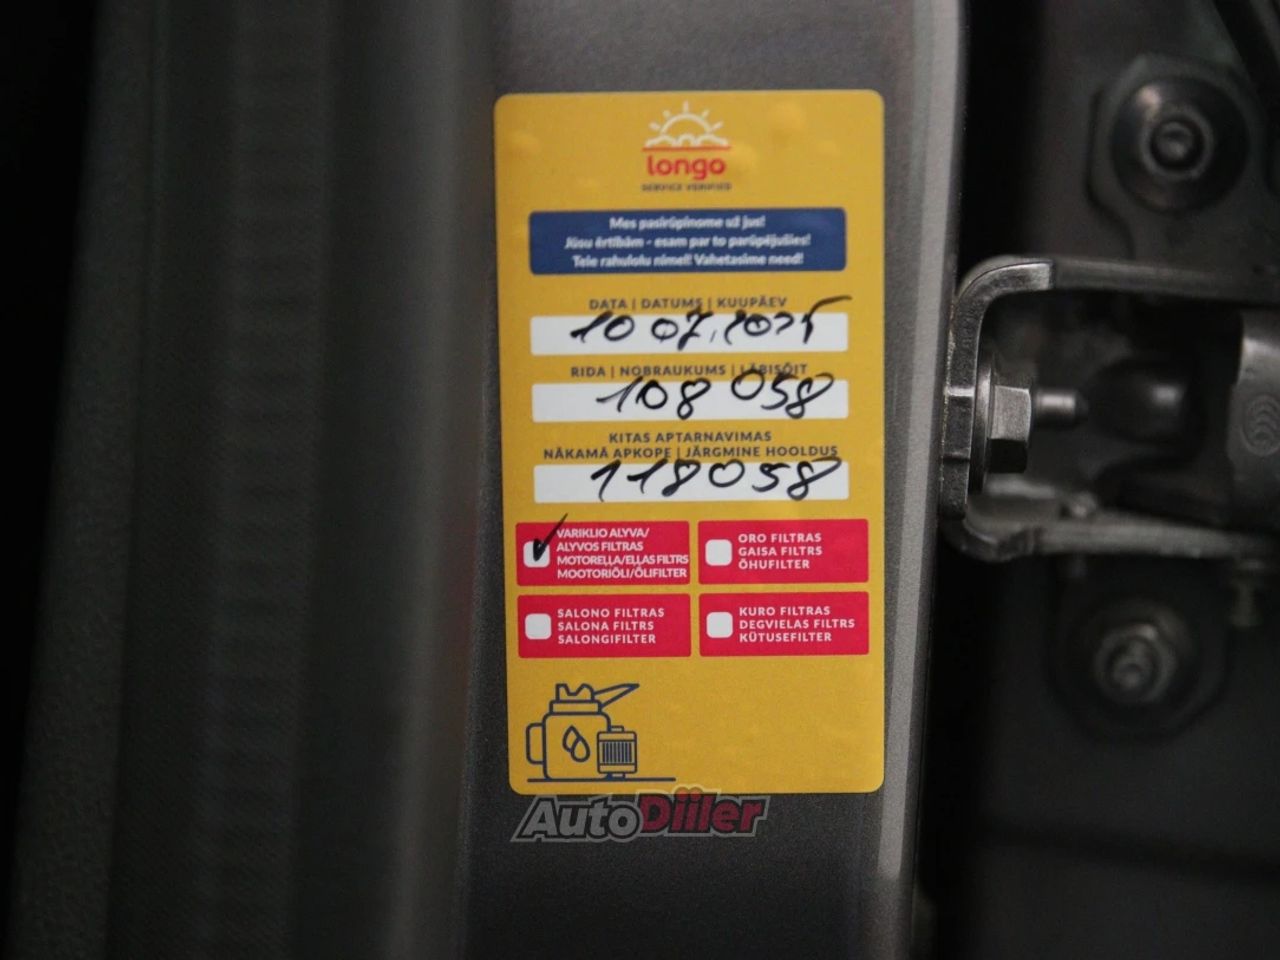 longo
SERVICE VERIFIED
Mes pasirūpinome už jus!
Jūsu ērtībām - esam par to parūpējušies!
Teie rahulolu nimel! Vahetasime need!
DATA | DATUMS | KUUPÄEV
10 07.2025
RIDA | NOBRAUKUMS | LÄBISÕIT
108 058
KITAS APTARNAVIMAS
NĀKAMĀ APKOPE | JÄRGMINE HOOLDUS
118058
VARIKLIO ALYVA/
ALYVOS FILTRAS
MOTOREĻĻA/EĻĻAS FILTRS
MOOTORIÕLI/ÕLIFILTER
ORO FILTRAS
GAISA FILTRS
ÕHUFILTER
SALONO FILTRAS
SALONA FILTRS
SALONGIFILTER
KURO FILTRAS
DEGVIELAS FILTRS
KÜTUSEFILTER
AutoDiiler